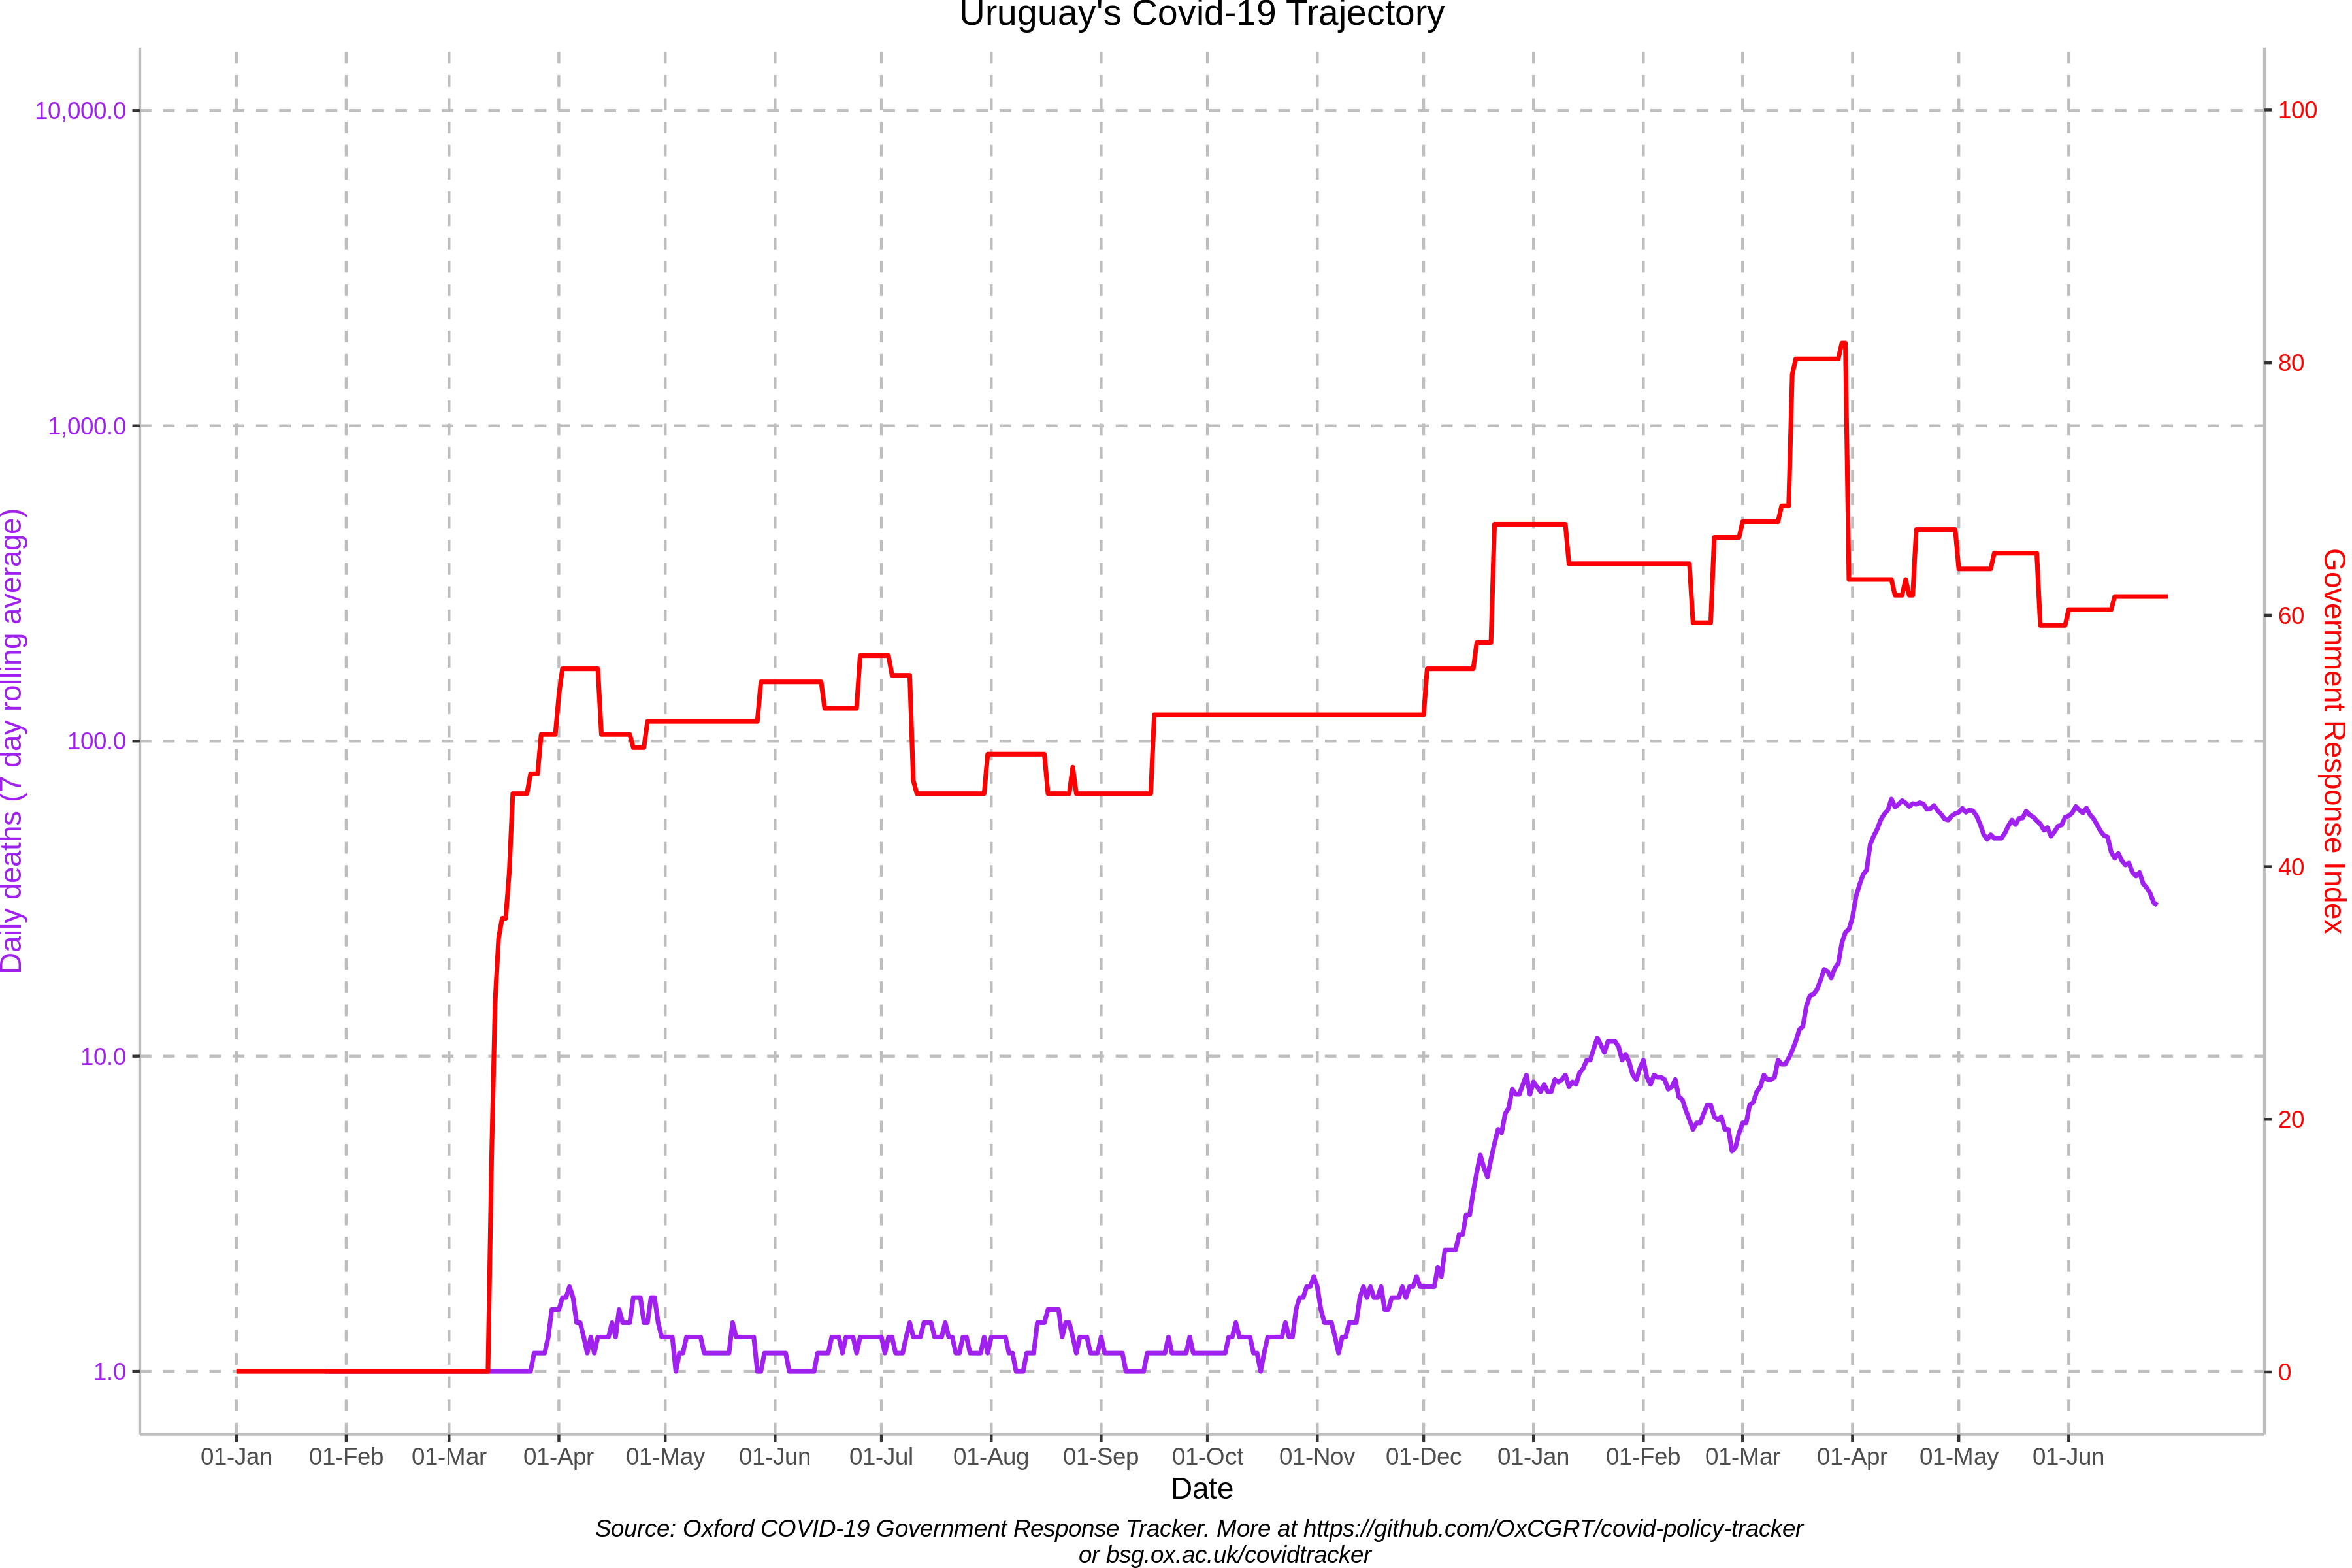 Uruguay's Covid-19 Trajectory
10,000.0
1,000.0
100.0
10.0
1.0
Daily deaths (7 day rolling average)
100
80
60
40
20
0
Government Response Index
01-Jan 01-Feb 01-Mar 01-Apr 01-May 01-Jun 01-Jul 01-Aug 01-Sep 01-Oct 01-Nov 01-Dec 01-Jan 01-Feb 01-Mar 01-Apr 01-May 01-Jun
Date
Source: Oxford COVID-19 Government Response Tracker. More at https://github.com/OxCGRT/covid-policy-tracker
or bsg.ox.ac.uk/covidtracker